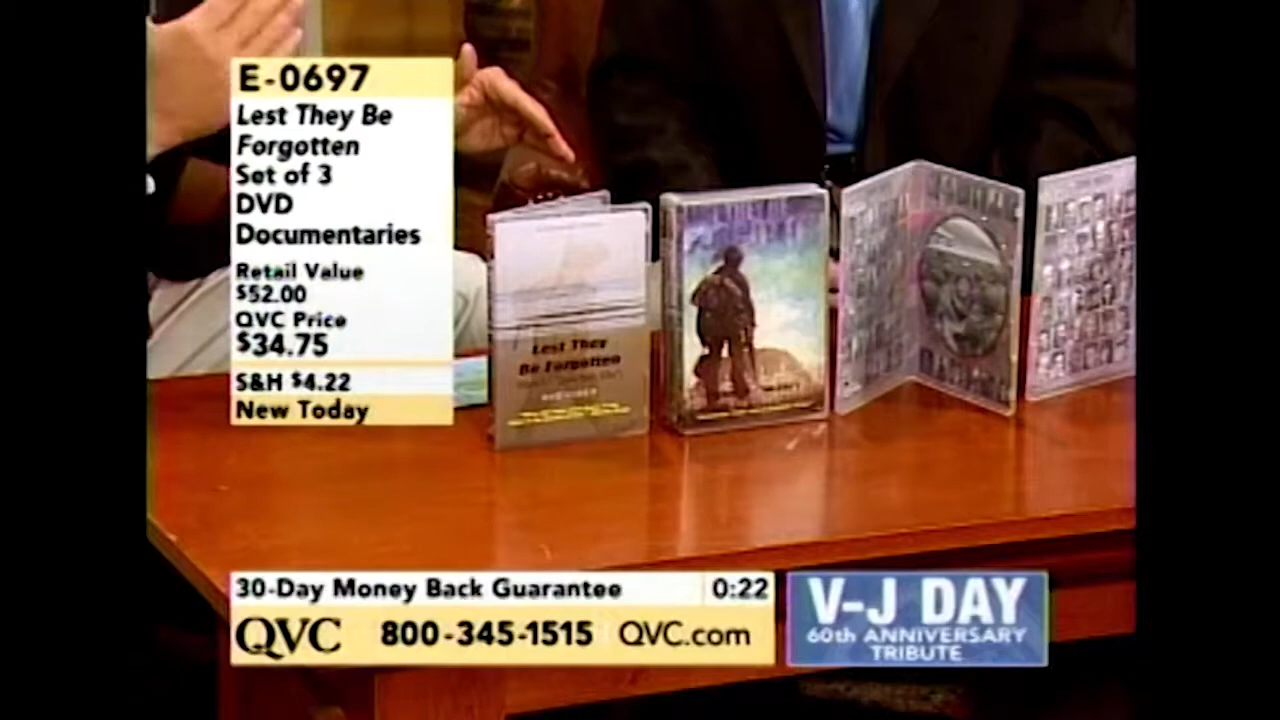 E-0697
Lest They Be
Forgotten
Set of 3
DVD
Documentaries
Retail Value
$52.00
QVC Price
$34.75
S&H $4.22
New Today
Lest They
Be Forgotten
30-Day Money Back Guarantee 0:22
QVC 800-345-1515 QVC.com
V-J DAY
60th ANNIVERSARY
TRIBUTE